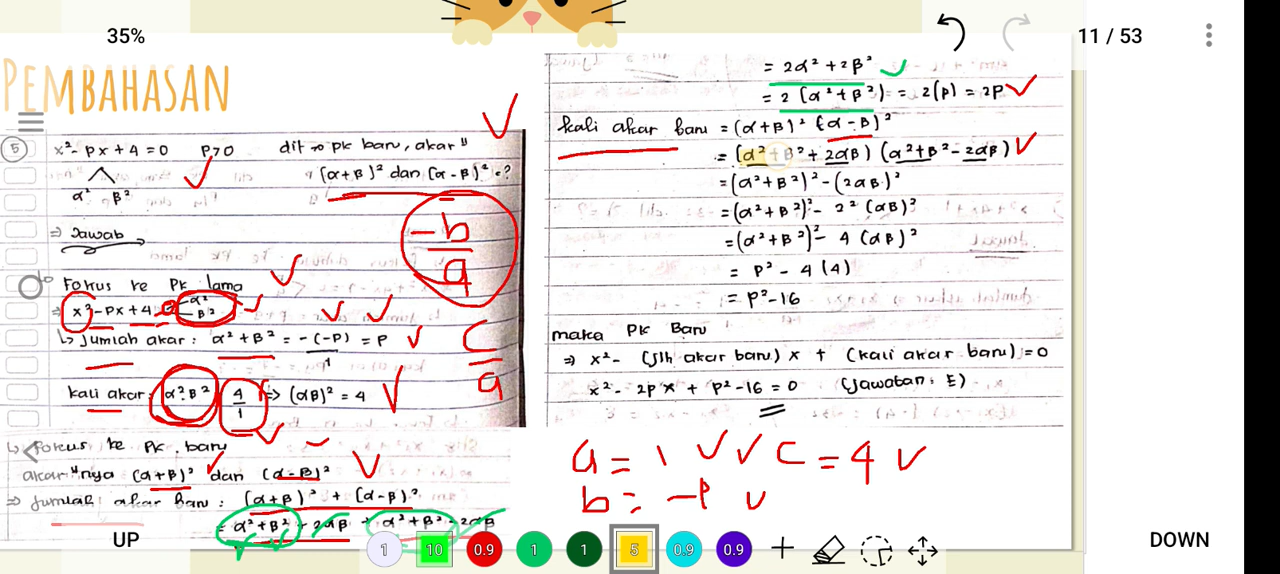 35%
11 / 53
PEMBAHASAN
5
x² - px + 4 = 0 p>0 dit → pk baru, akar"
α² β² (α+β)² dan (α-β)² = ?
⇒ Jawab
-b/a
Fokus ke PK lama
⇒ x² - px + 4 = 0 α² β²
↳ Jumlah akar : α² + β² = -(-p)/1 = p
c/a
kali akar : α².β² 4/1 ⇒ (αβ)² = 4
↳ Fokus ke PK baru
akar"nya (α+β)² dan (α-β)²
⇒ Jumlah akar baru : (α+β)² + (α-β)²
= α²+β² + 2αβ + α²+β² - 2αβ
= 2α² + 2β²
= 2 (α² + β²) = 2(p) = 2p
kali akar baru = (α+β)² (α-β)²
= (α² + β² + 2αβ) (α² + β² - 2αβ)
= (α² + β²)² - (2αβ)²
= (α² + β²)² - 2² (αβ)²
= (α² + β²)² - 4 (αβ)²
= p² - 4 (4)
= p² - 16
maka PK Baru
⇒ x² - (jlh akar baru) x + (kali akar baru) = 0
x² - 2px + p² - 16 = 0 (Jawaban : E)
a = 1 c = 4
b = -p
UP
1 10 0.9 1 1 5 0.9 0.9
DOWN